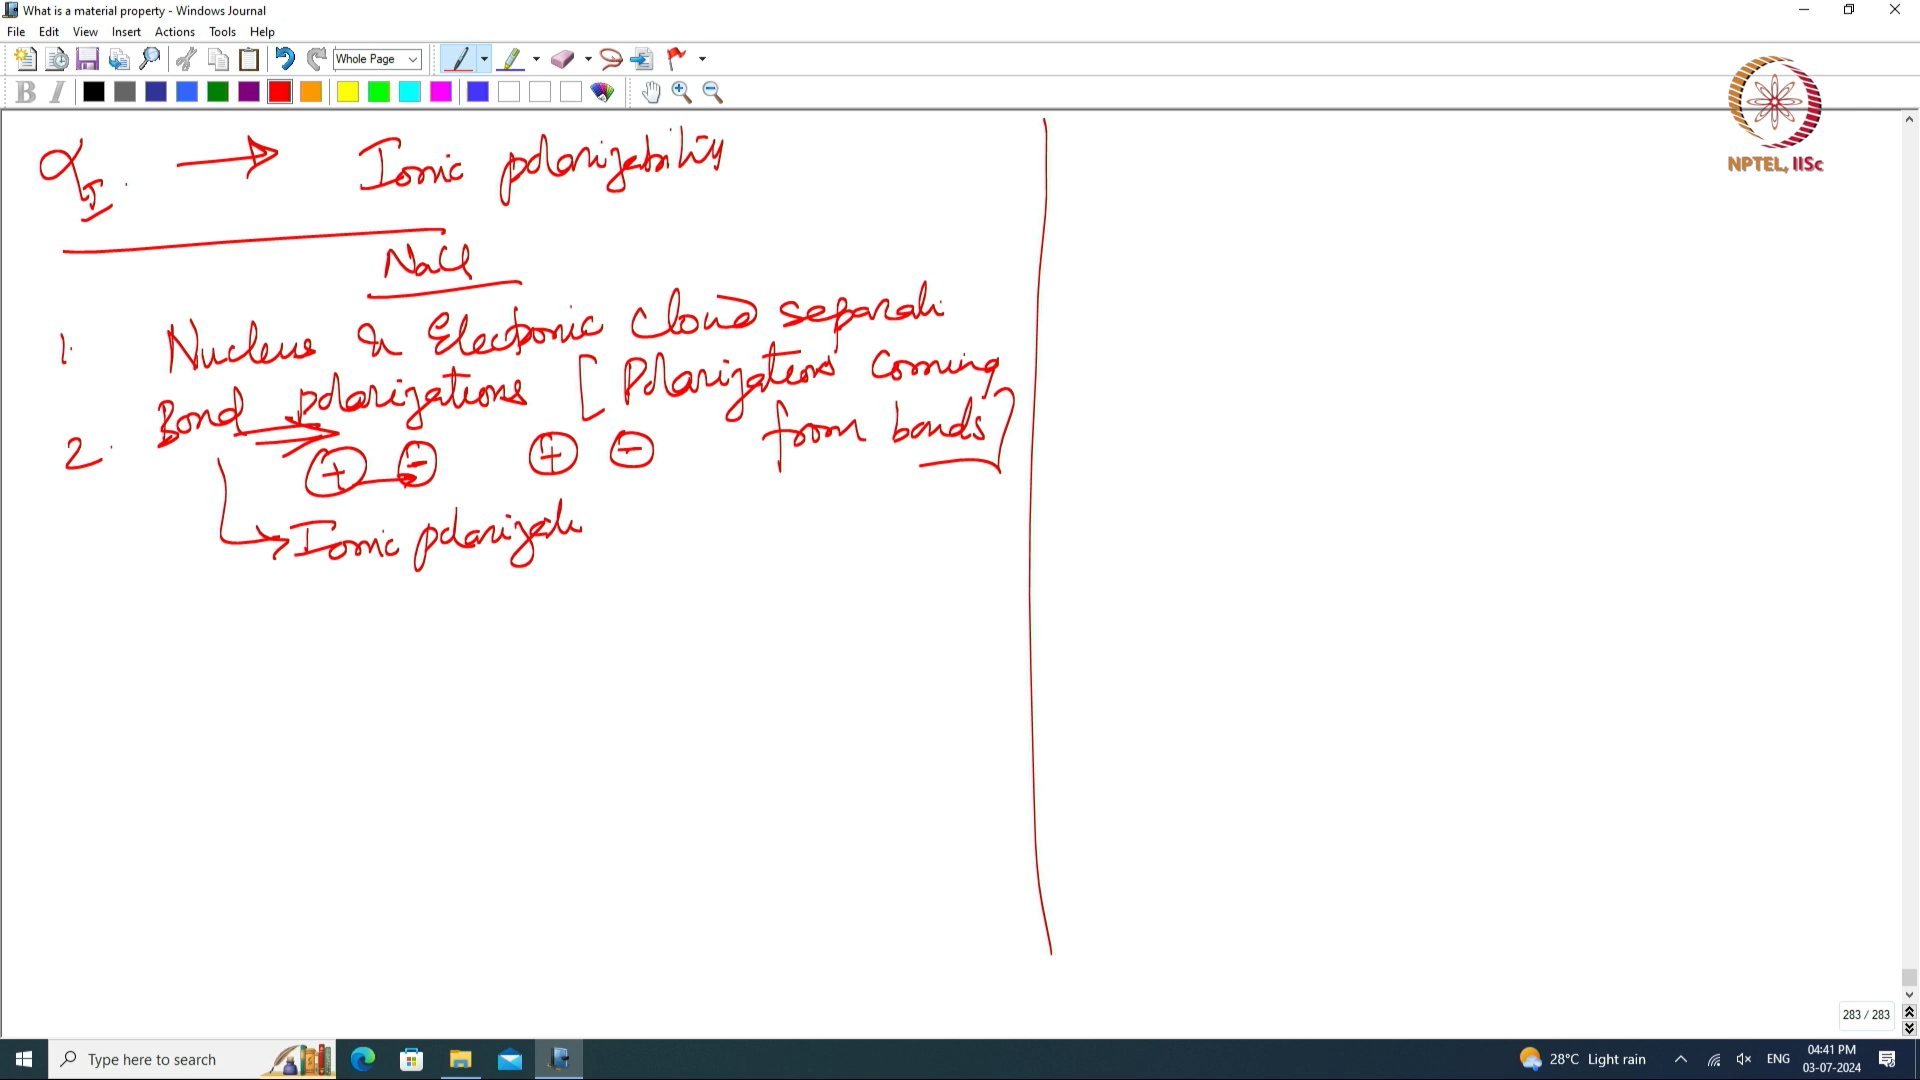 What is a material property - Windows Journal
File Edit View Insert Actions Tools Help
Whole Page
B I
NPTEL, IISc
α_I → Ionic polarizability
NaCl
1. Nucleus & Electronic cloud separati
2. Bond polarizations [Polarizations coming
from bonds]
+ - + -
→ Ionic polarizati
283 / 283
Type here to search
28°C Light rain
ENG
04:41 PM
03-07-2024